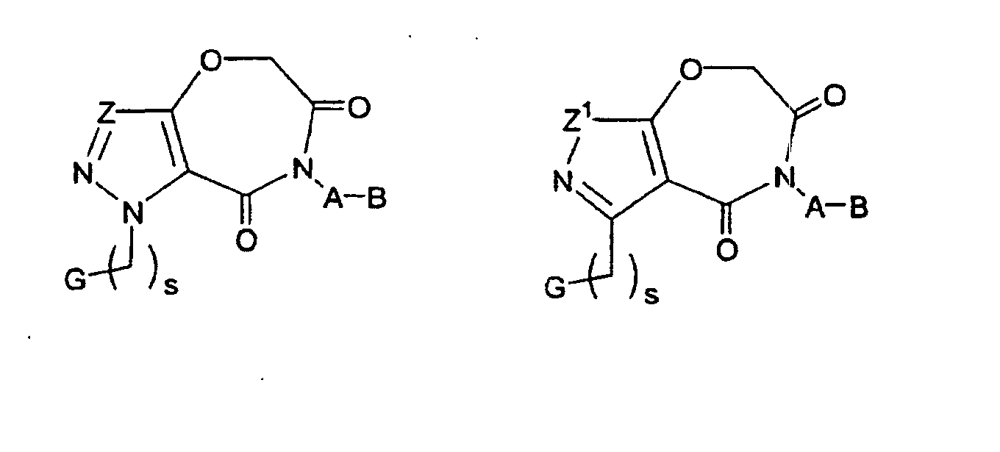 O O
Z O Z¹ O
N N N N
A–B A–B
N O O
G ( )s G ( )s